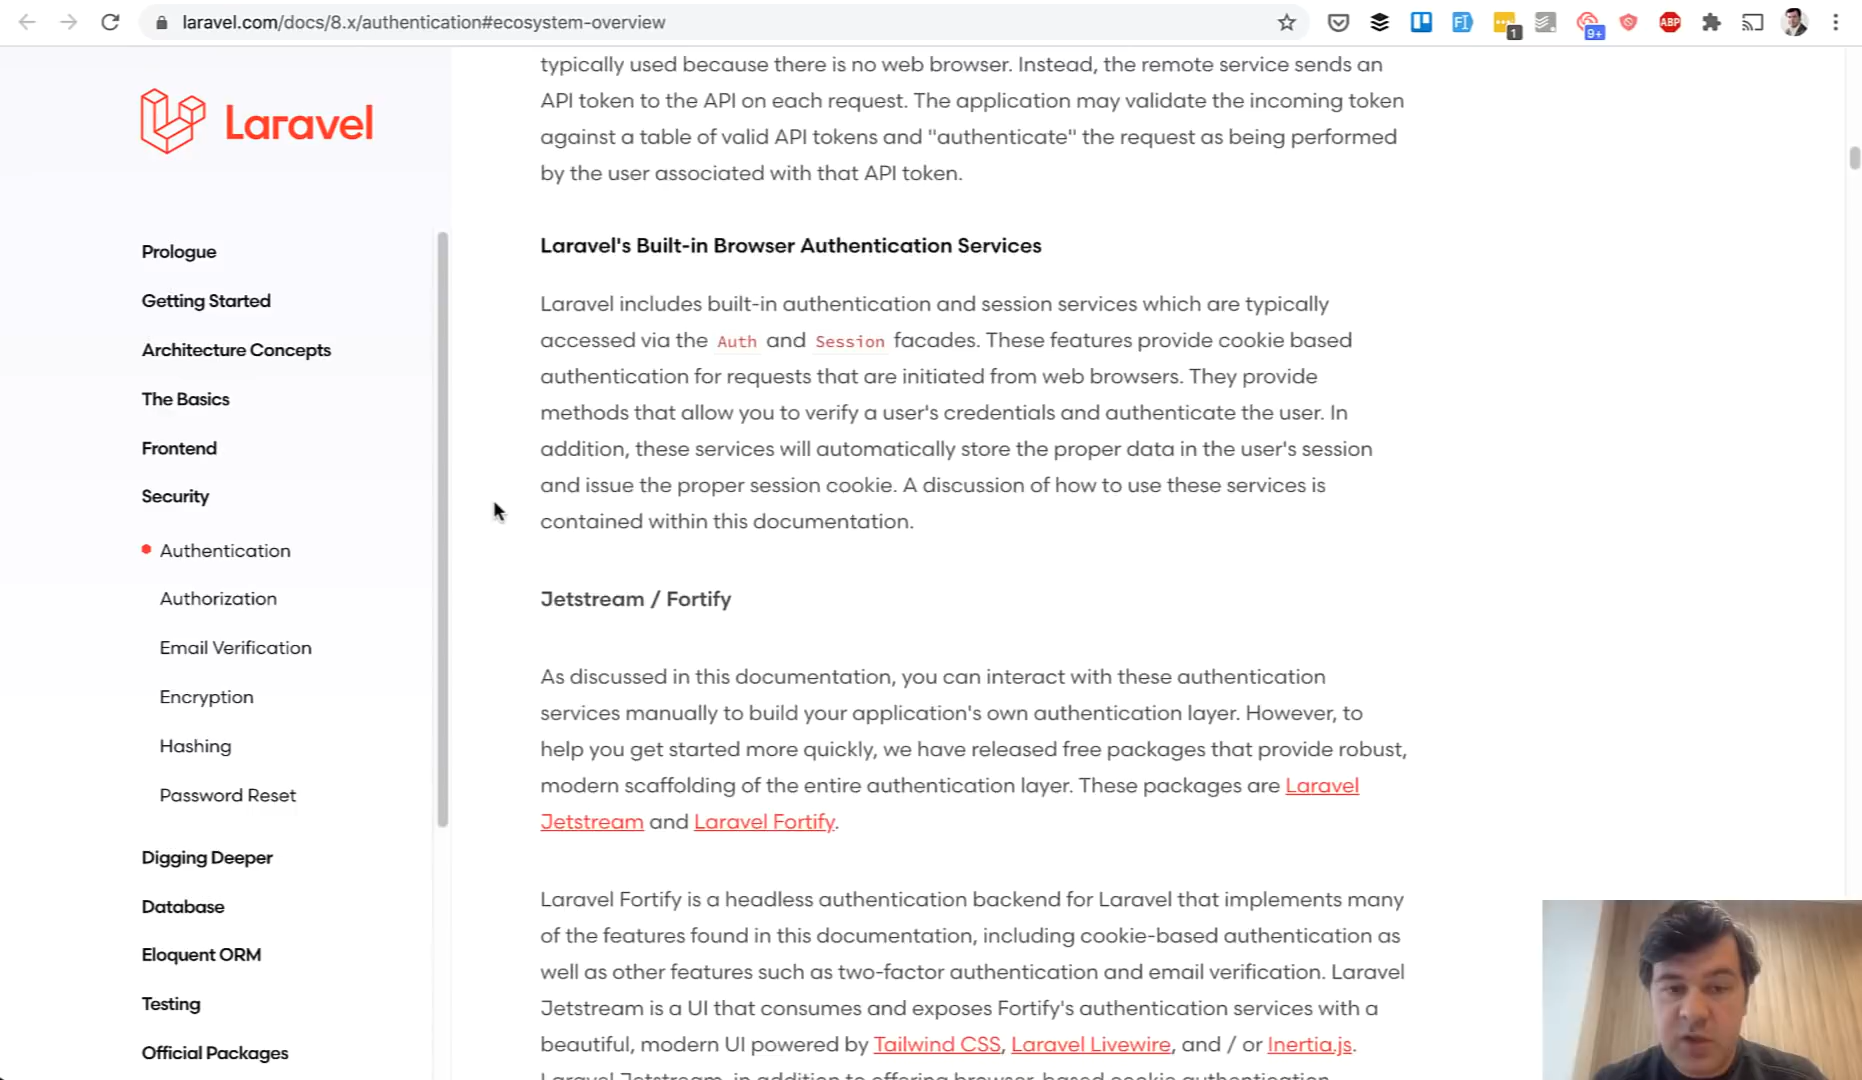 laravel.com/docs/8.x/authentication#ecosystem-overview
FI
1
9+
ABP
Laravel
Prologue
Getting Started
Architecture Concepts
The Basics
Frontend
Security
Authentication
Authorization
Email Verification
Encryption
Hashing
Password Reset
Digging Deeper
Database
Eloquent ORM
Testing
Official Packages
typically used because there is no web browser. Instead, the remote service sends an
API token to the API on each request. The application may validate the incoming token
against a table of valid API tokens and "authenticate" the request as being performed
by the user associated with that API token.
Laravel's Built-in Browser Authentication Services
Laravel includes built-in authentication and session services which are typically
accessed via the Auth and Session facades. These features provide cookie based
authentication for requests that are initiated from web browsers. They provide
methods that allow you to verify a user's credentials and authenticate the user. In
addition, these services will automatically store the proper data in the user's session
and issue the proper session cookie. A discussion of how to use these services is
contained within this documentation.
Jetstream / Fortify
As discussed in this documentation, you can interact with these authentication
services manually to build your application's own authentication layer. However, to
help you get started more quickly, we have released free packages that provide robust,
modern scaffolding of the entire authentication layer. These packages are Laravel
Jetstream and Laravel Fortify.
Laravel Fortify is a headless authentication backend for Laravel that implements many
of the features found in this documentation, including cookie-based authentication as
well as other features such as two-factor authentication and email verification. Laravel
Jetstream is a UI that consumes and exposes Fortify's authentication services with a
beautiful, modern UI powered by Tailwind CSS, Laravel Livewire, and / or Inertia.js.
Laravel Jetstream, in addition to offering browser-based cookie authentication